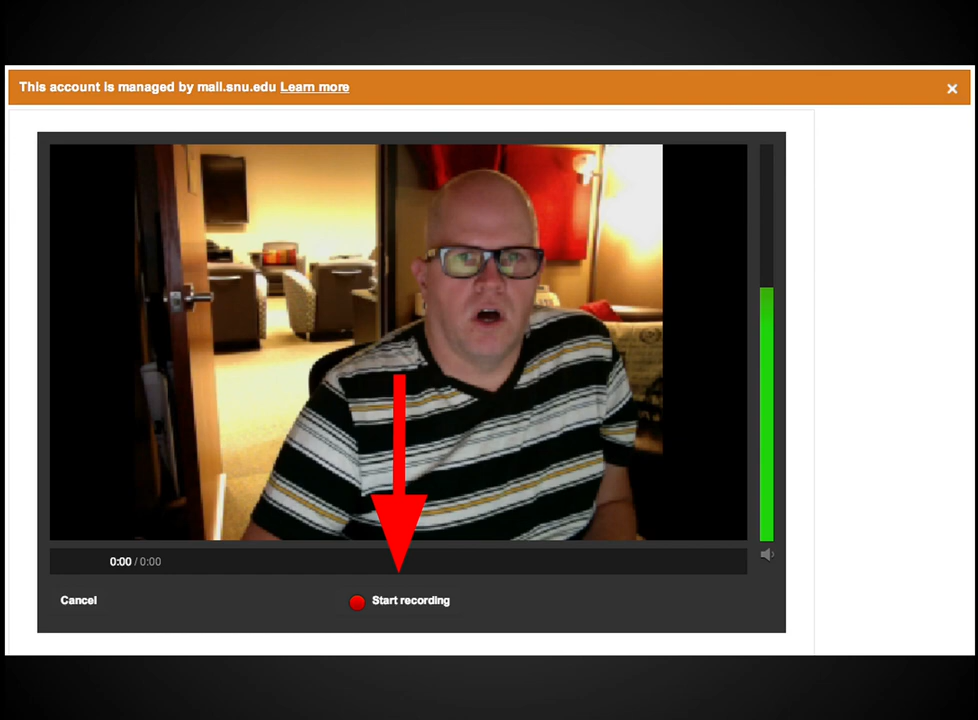 This account is managed by mail.snu.edu Learn more
0:00 / 0:00
Cancel
Start recording